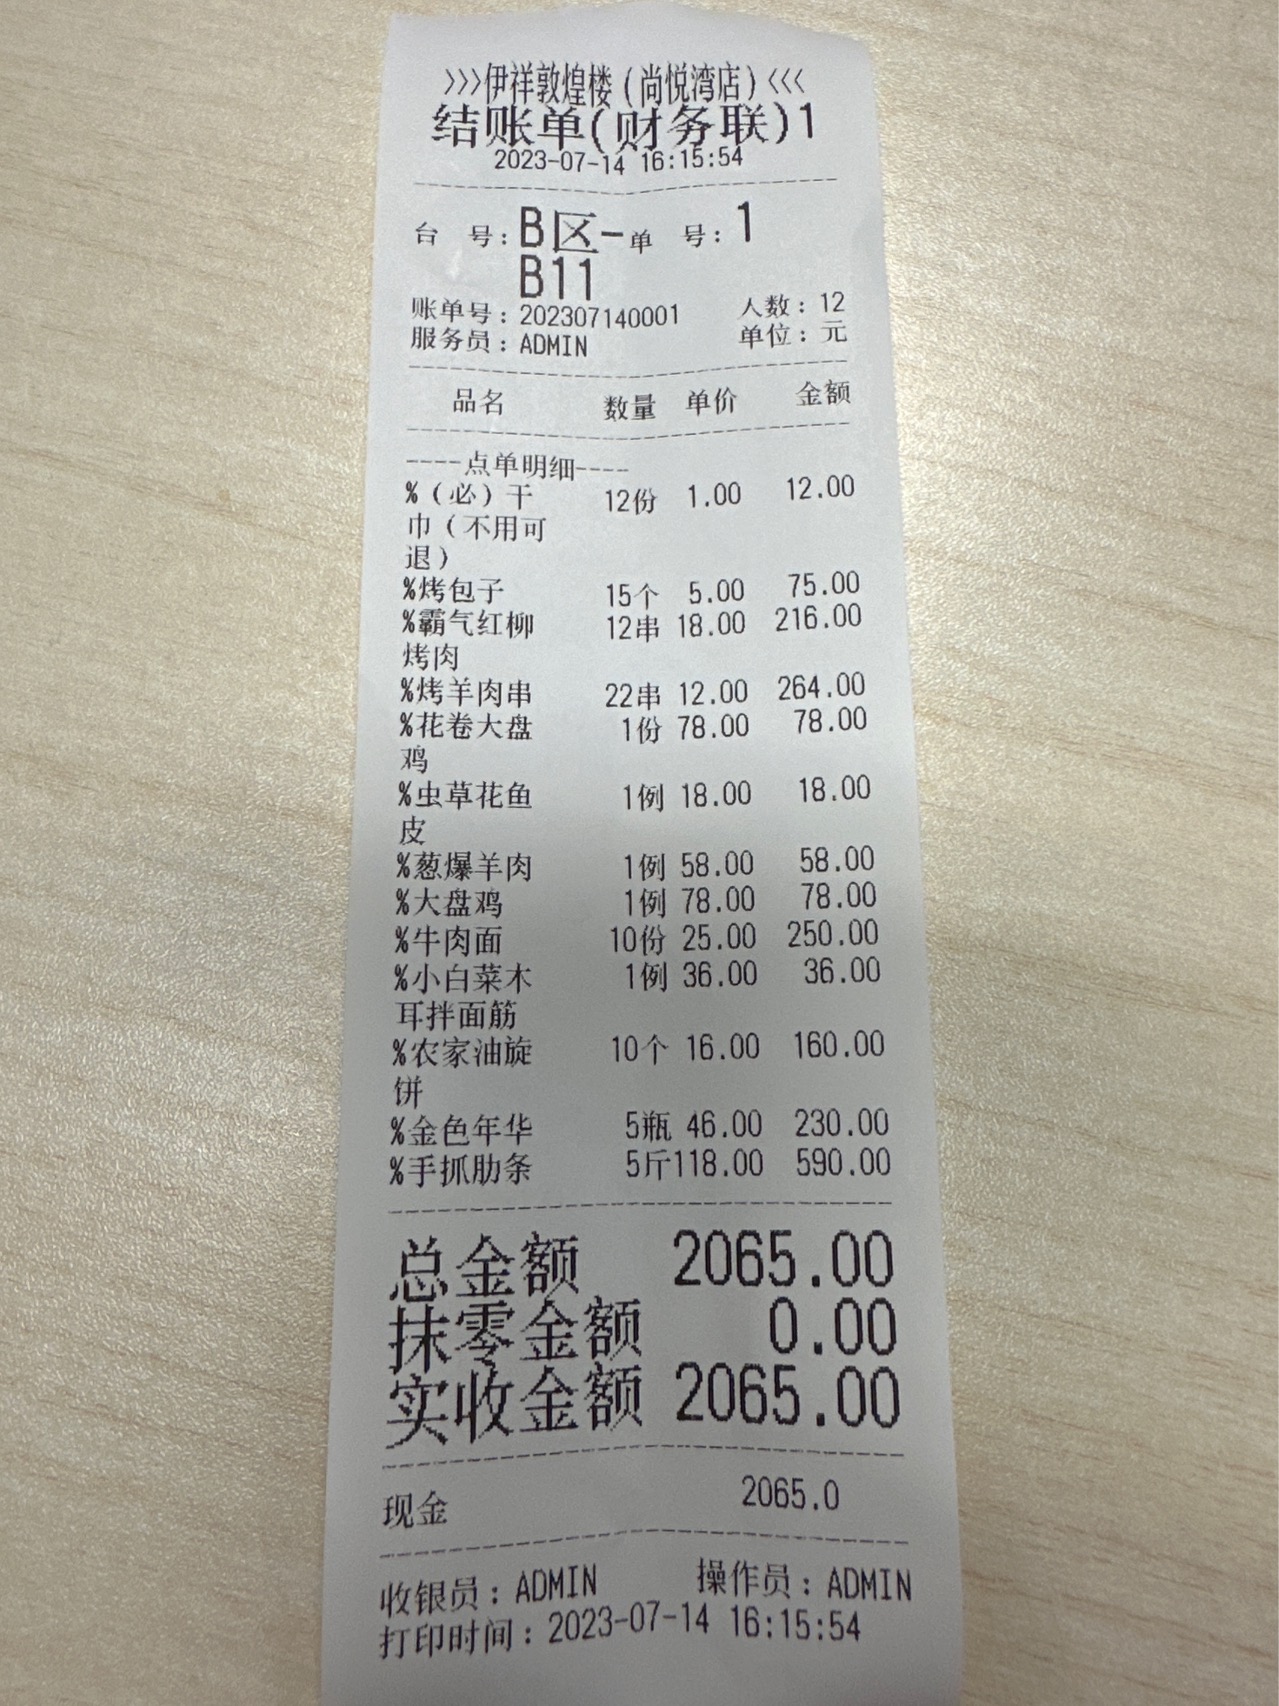 >>>伊祥敦煌楼(尚悦湾店)<<<
结账单(财务联)1
2023-07-14 16:15:54
台 号:B区- 单 号:1
B11
账单号:202307140001 人数:12
服务员:ADMIN 单位:元
品名 数量 单价 金额
----点单明细----
%(必)干 12份 1.00 12.00
巾(不用可
退)
%烤包子 15个 5.00 75.00
%霸气红柳 12串 18.00 216.00
烤肉
%烤羊肉串 22串 12.00 264.00
%花卷大盘 1份 78.00 78.00
鸡
%虫草花鱼 1例 18.00 18.00
皮
%葱爆羊肉 1例 58.00 58.00
%大盘鸡 1例 78.00 78.00
%牛肉面 10份 25.00 250.00
%小白菜木 1例 36.00 36.00
耳拌面筋
%农家油旋 10个 16.00 160.00
饼
%金色年华 5瓶 46.00 230.00
%手抓肋条 5斤118.00 590.00
总金额 2065.00
抹零金额 0.00
实收金额 2065.00
现金 2065.0
收银员:ADMIN 操作员:ADMIN
打印时间:2023-07-14 16:15:54